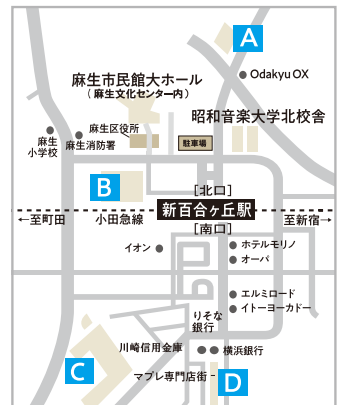 A
Odakyu OX
麻生市民館大ホール
（麻生文化センター内）
昭和音楽大学北校舎
麻生区役所
麻生
小学校
麻生消防署
駐車場
B
［北口］
←至町田
小田急線
新百合ヶ丘駅
至新宿→
［南口］
イオン
ホテルモリノ
オーパ
エルミロード
イトーヨーカドー
りそな
銀行
川崎信用金庫
横浜銀行
C
マプレ専門店街
D